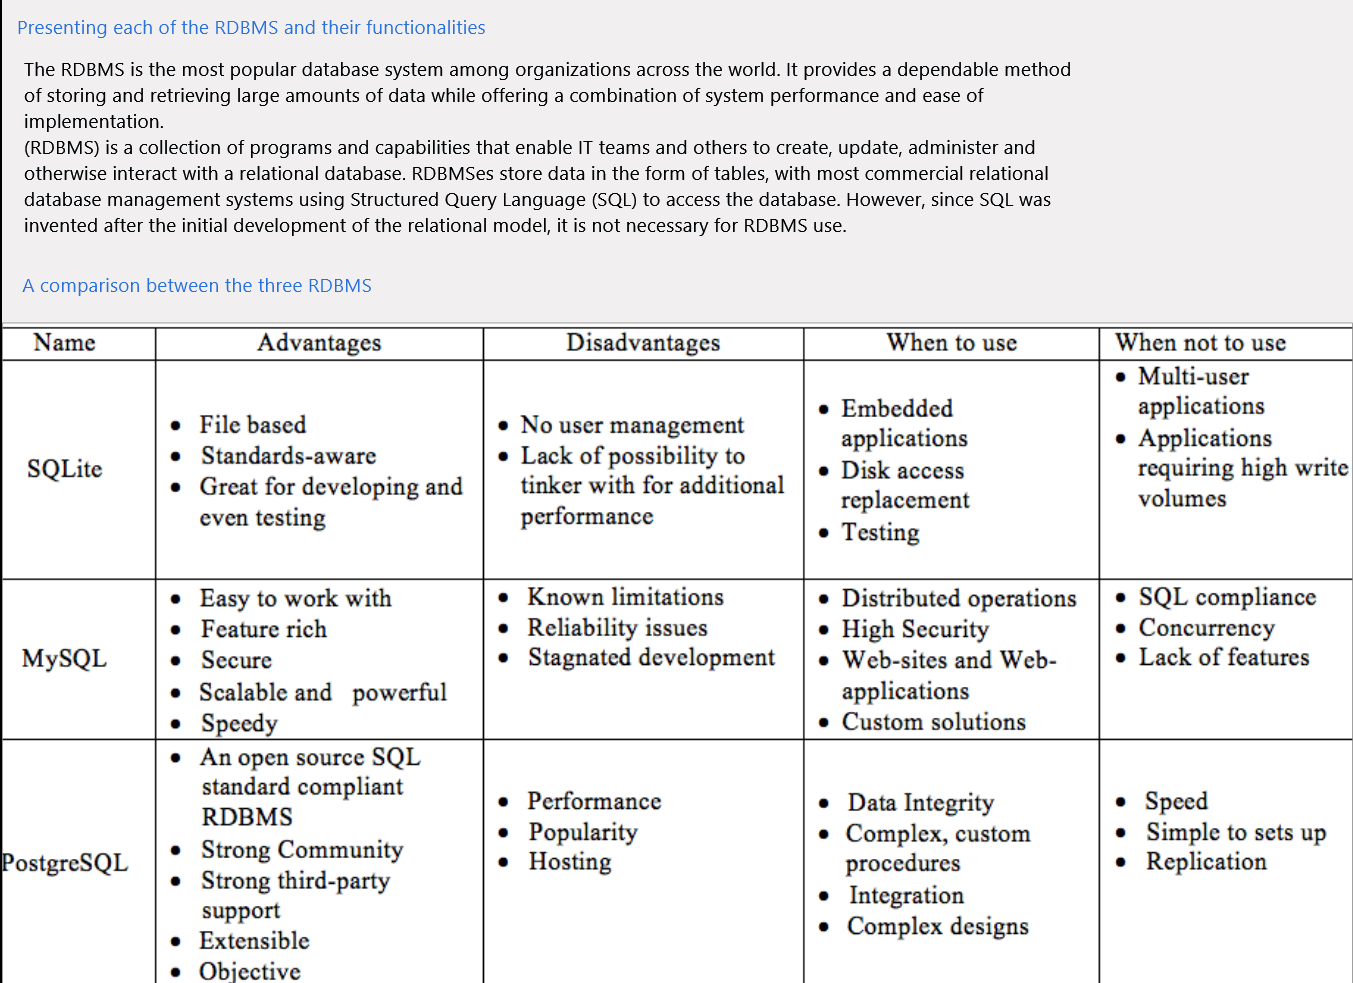 Presenting each of the RDBMS and their functionalities
The RDBMS is the most popular database system among organizations across the world. It provides a dependable method
of storing and retrieving large amounts of data while offering a combination of system performance and ease of
implementation.
(RDBMS) is a collection of programs and capabilities that enable IT teams and others to create, update, administer and
otherwise interact with a relational database. RDBMSes store data in the form of tables, with most commercial relational
database management systems using Structured Query Language (SQL) to access the database. However, since SQL was
invented after the initial development of the relational model, it is not necessary for RDBMS use.
A comparison between the three RDBMS
Name
Advantages
Disadvantages
When to use
When not to use
SQLite
• File based
• Standards-aware
• Great for developing and
even testing
• No user management
• Lack of possibility to
tinker with for additional
performance
• Embedded
applications
• Disk access
replacement
• Testing
• Multi-user
applications
• Applications
requiring high write
volumes
MySQL
• Easy to work with
• Feature rich
• Secure
• Scalable and powerful
• Speedy
• Known limitations
• Reliability issues
• Stagnated development
• Distributed operations
• High Security
• Web-sites and Web-
applications
• Custom solutions
• SQL compliance
• Concurrency
• Lack of features
PostgreSQL
• An open source SQL
standard compliant
RDBMS
• Strong Community
• Strong third-party
support
• Extensible
• Objective
• Performance
• Popularity
• Hosting
• Data Integrity
• Complex, custom
procedures
• Integration
• Complex designs
• Speed
• Simple to sets up
• Replication